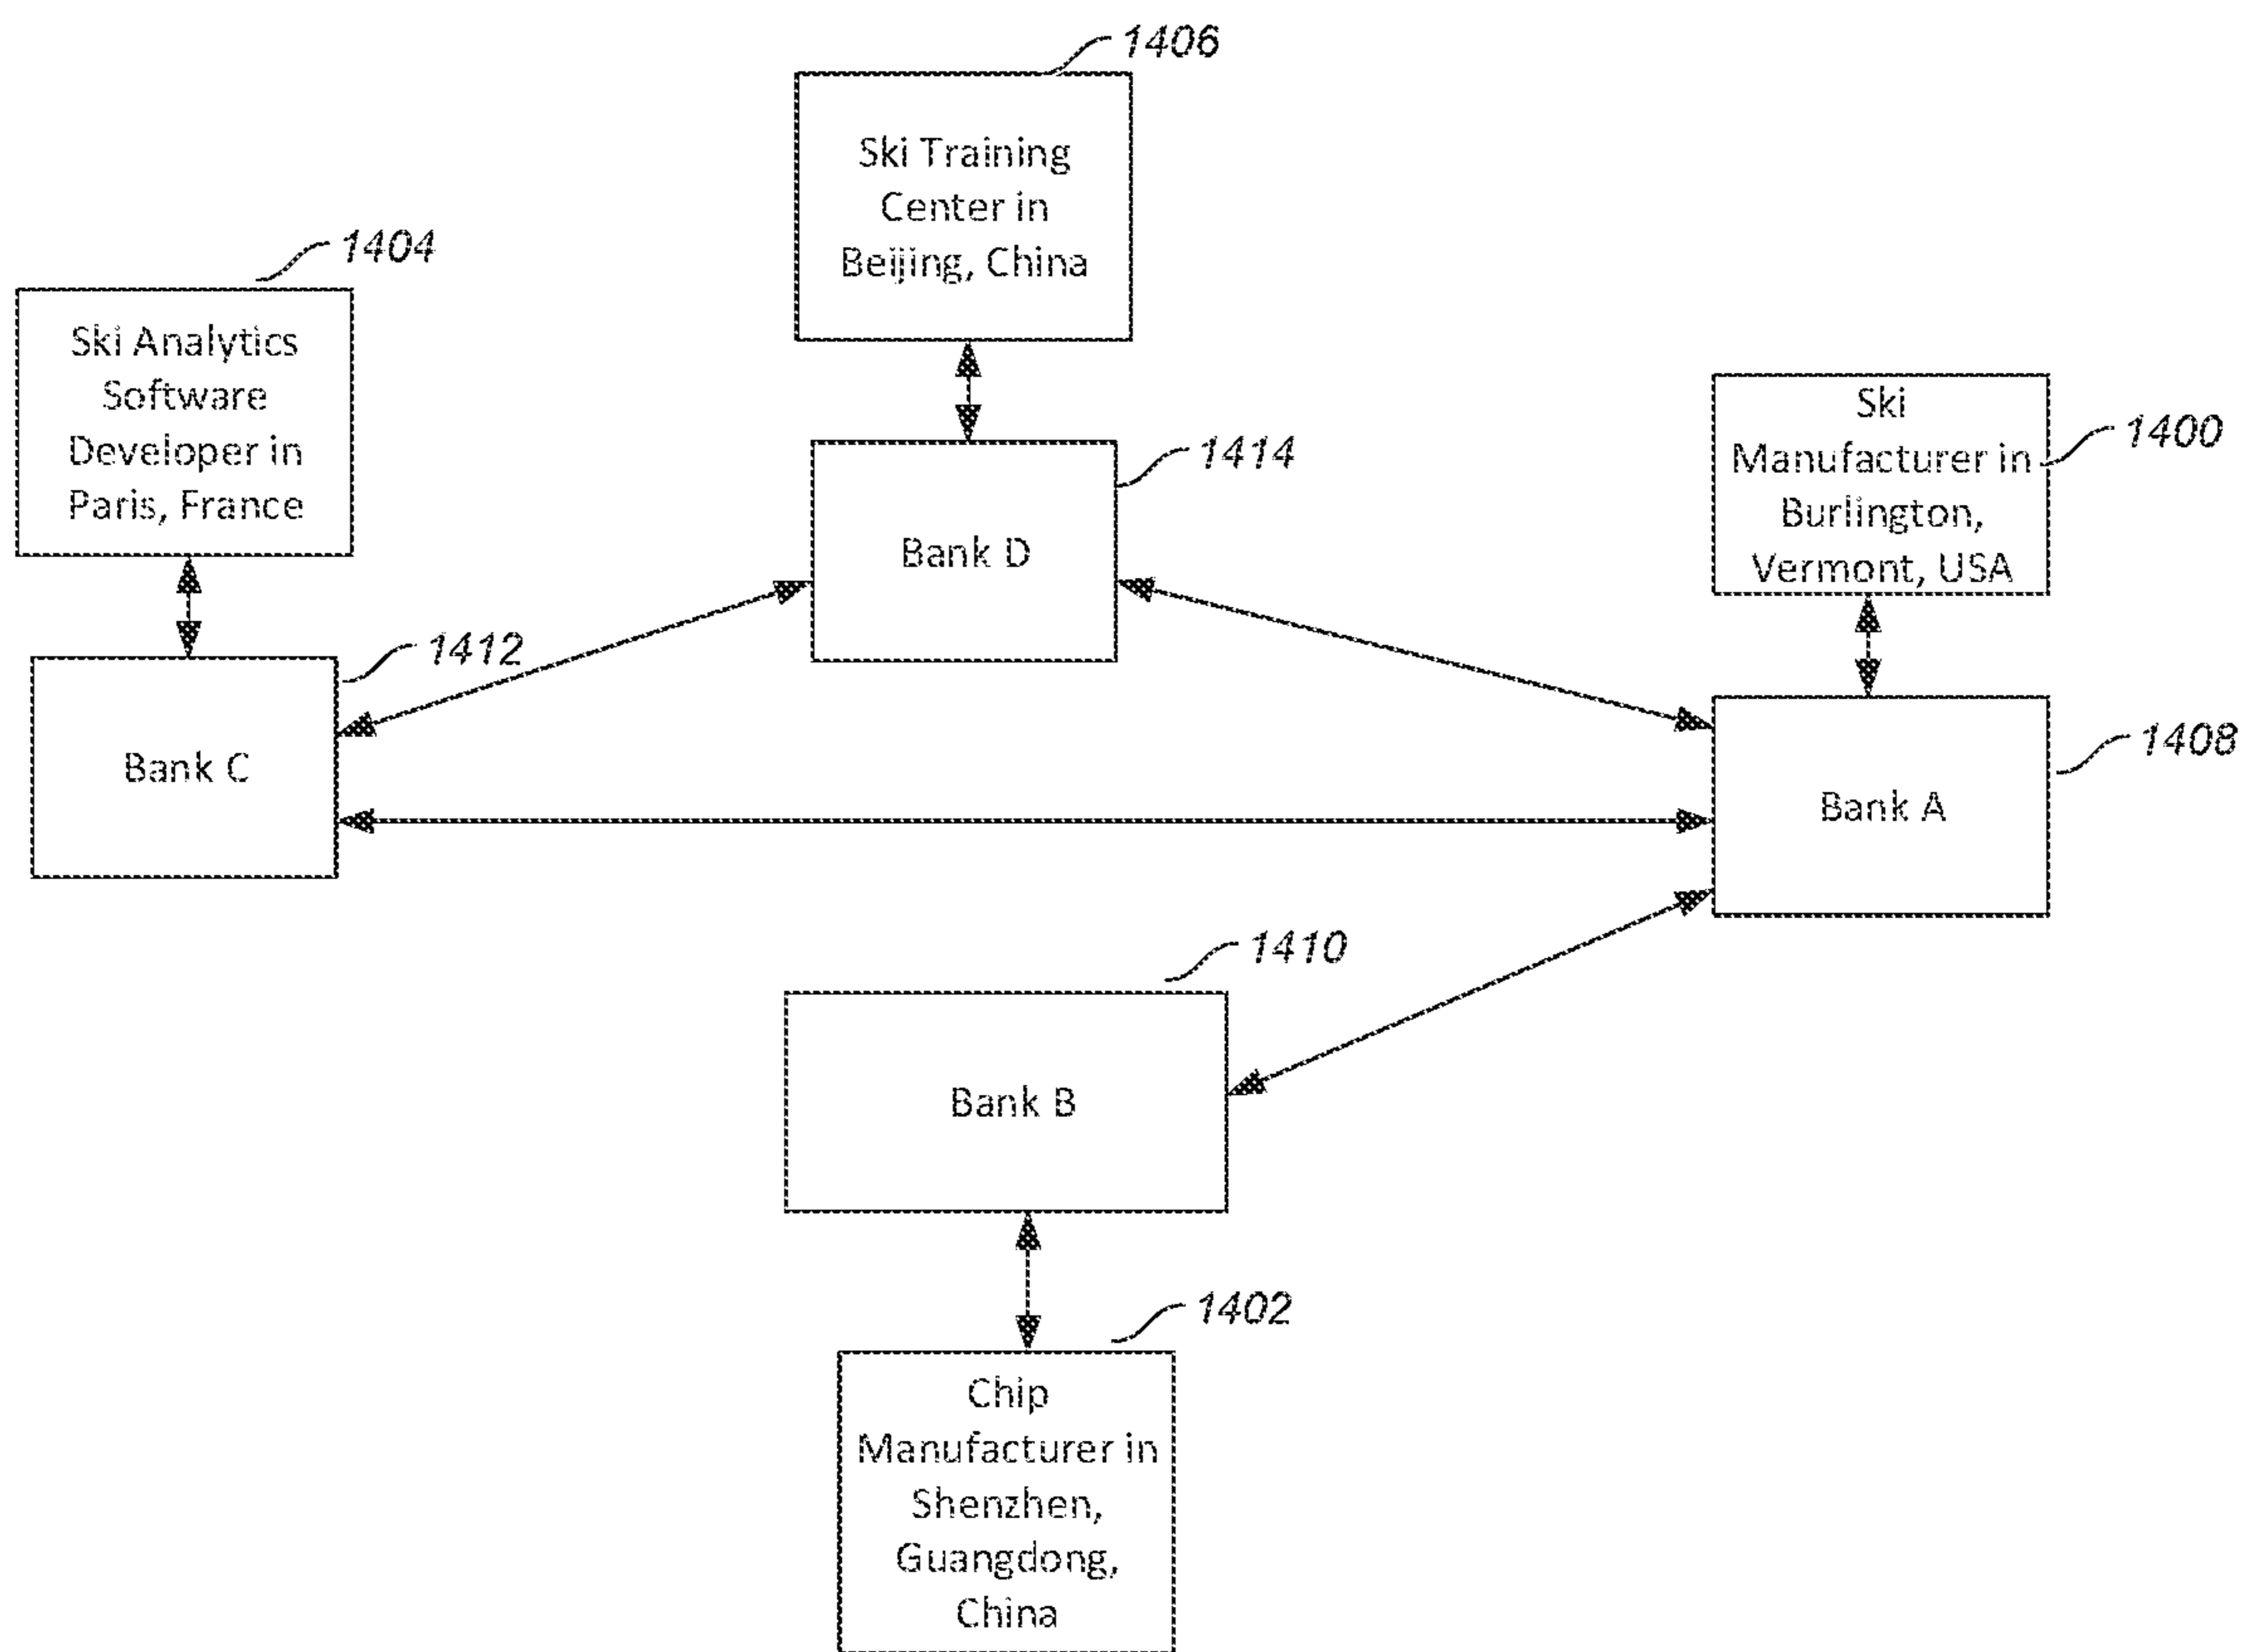 1406
Ski Training
Center in
Beijing, China
1404
Ski Analytics
Software
Developer in
Paris, France
1414
Bank D
Ski
Manufacturer in
Burlington,
Vermont, USA
1400
1412
Bank C
1408
Bank A
1410
Bank B
1402
Chip
Manufacturer in
Shenzhen,
Guangdong,
China